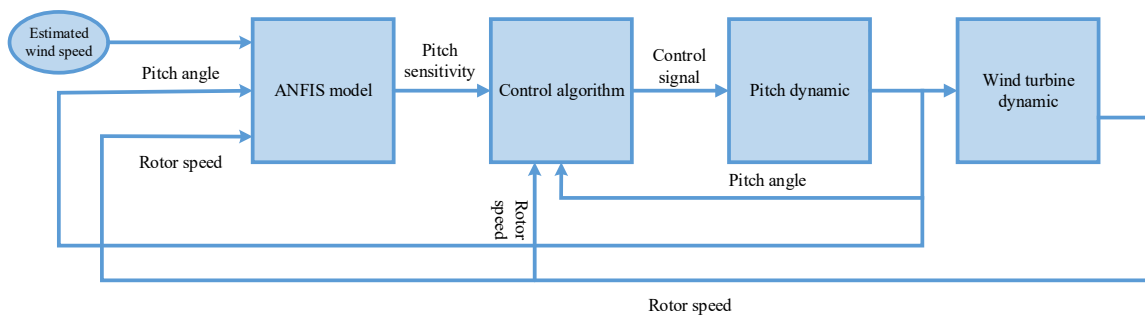 Estimated
wind speed
Pitch angle
Rotor speed
ANFIS model
Pitch
sensitivity
Control algorithm
Control
signal
Pitch dynamic
Wind turbine
dynamic
Pitch angle
Rotor
speed
Rotor speed